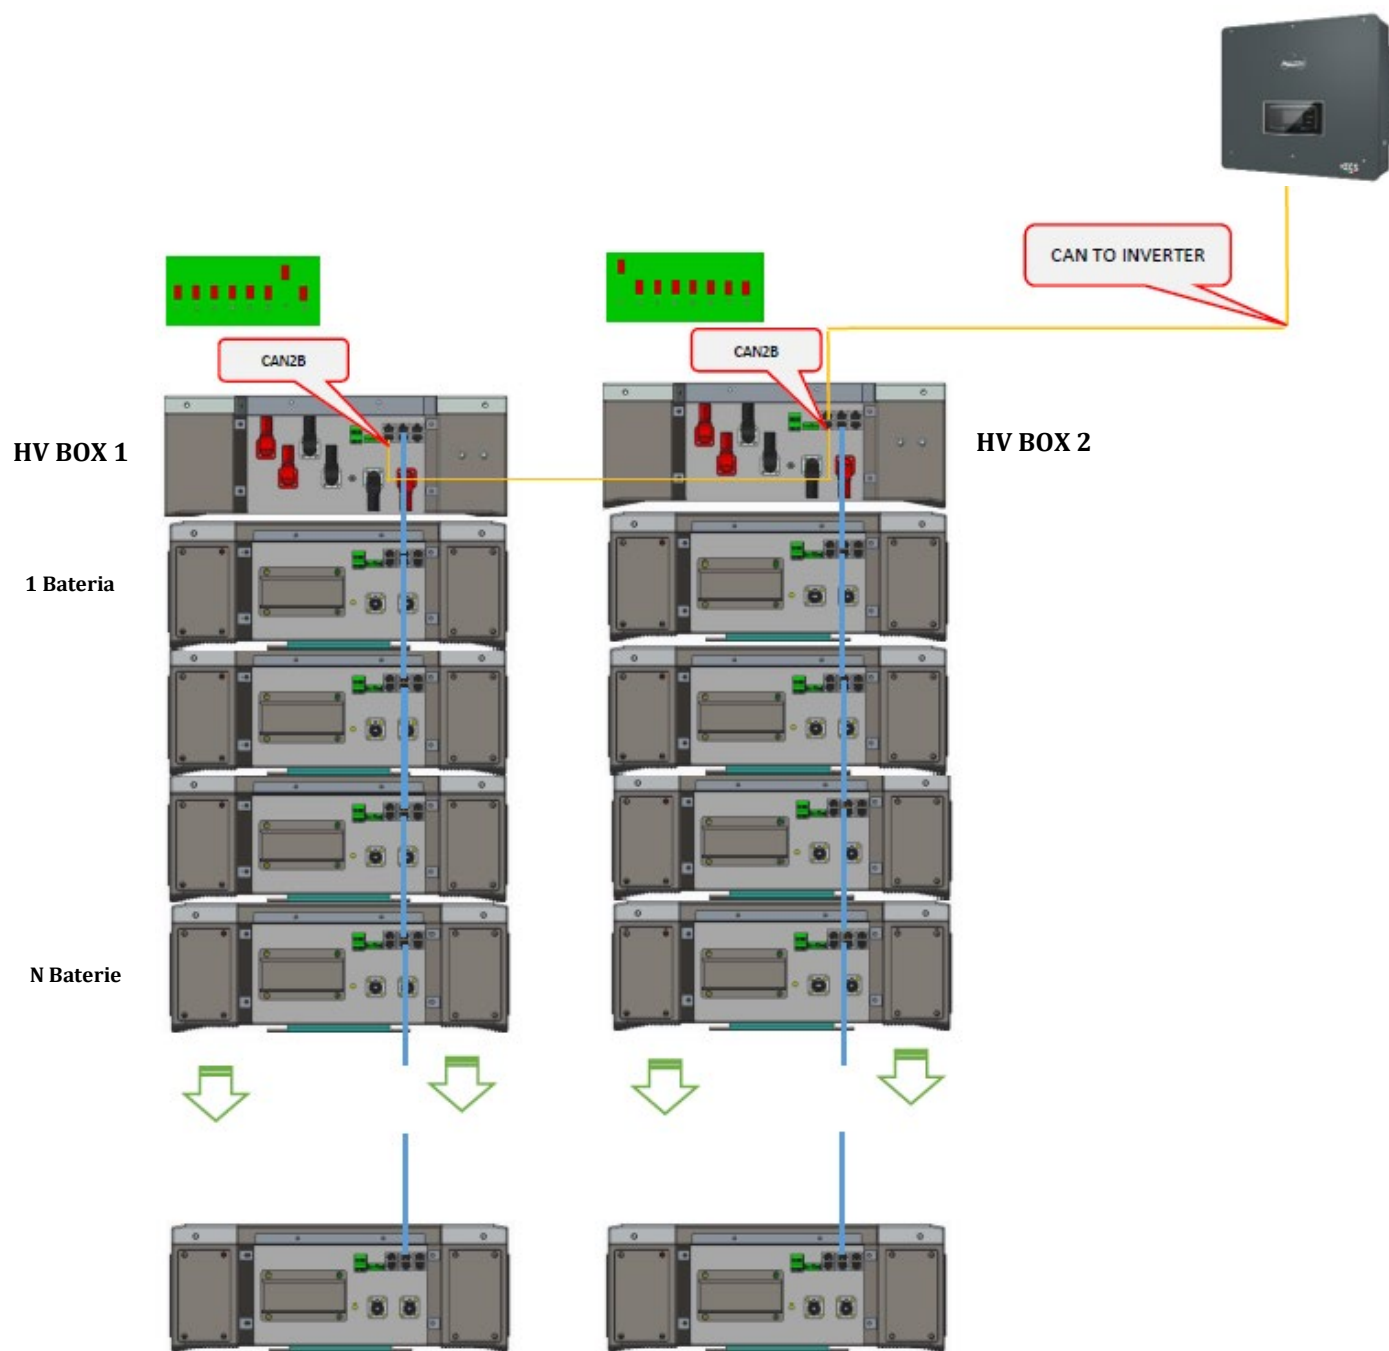 CAN TO INVERTER
CAN2B
CAN2B
HV BOX 1
HV BOX 2
1 Bateria
N Baterie